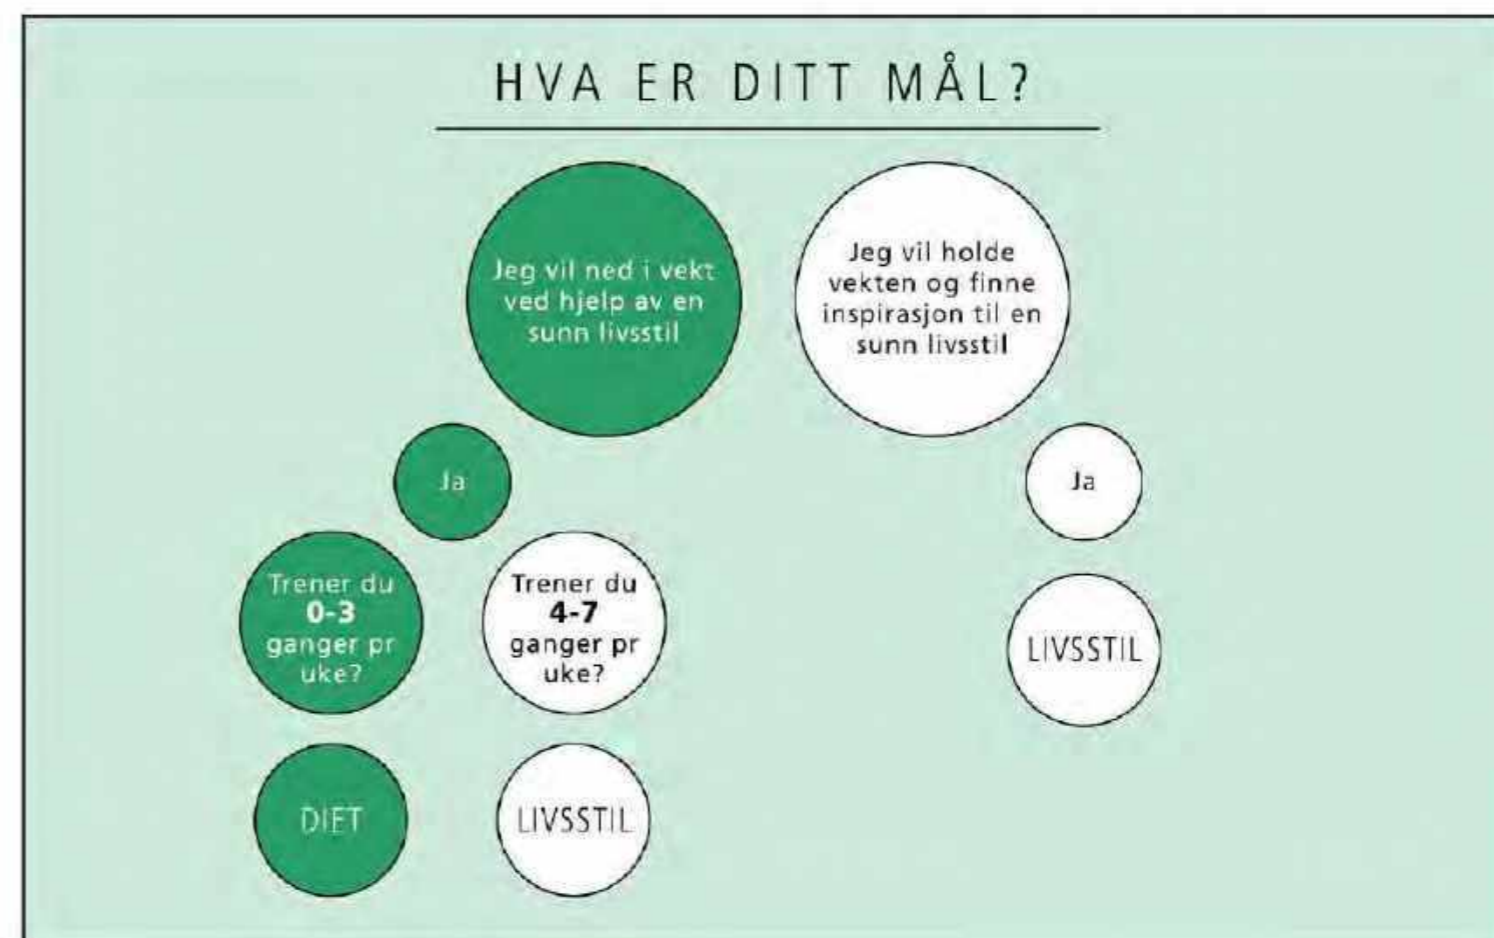 HVA ER DITT MÅL?
Jeg vil ned i vekt
ved hjelp av en
sunn livsstil
Jeg vil holde
vekten og finne
inspirasjon til en
sunn livsstil
Ja
Ja
Trener du
0-3
ganger pr
uke?
Trener du
4-7
ganger pr
uke?
LIVSSTIL
DIET
LIVSSTIL